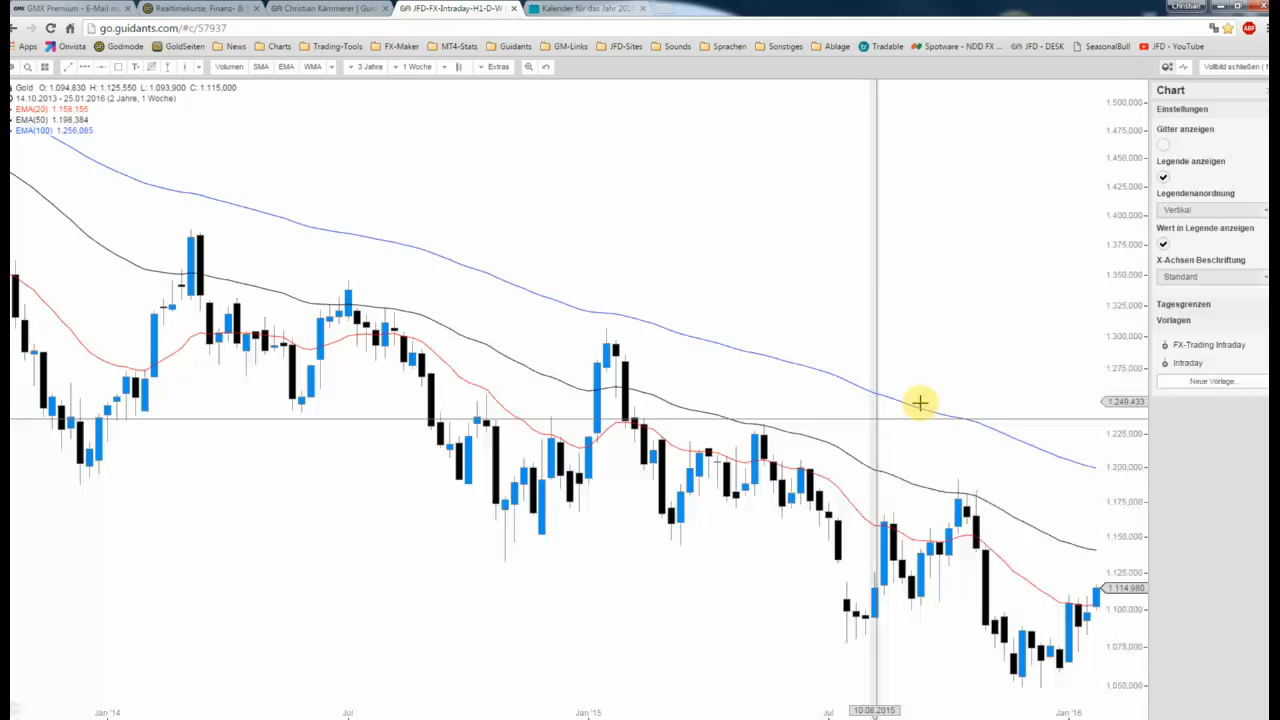 GMX Premium - E-Mail m
Realtimekurse, Finanz- &
Christian Kämmerer | Guid
JFD-FX-Intraday-H1-D-W
Kalender für das Jahr 201
Christian
go.guidants.com/#c/57937
Apps Onvista Godmode GoldSeiten News Charts Trading-Tools FX-Maker MT4-Stats Guidants GM-Links JFD-Sites Sounds Sprachen Sonstiges Ablage Tradable Spotware - NDD FX ... JFD - DESK SeasonalBull JFD - YouTube
Volumen SMA EMA WMA 3 Jahre 1 Woche Extras Vollbild schließen
Gold O: 1.094,830 H: 1.125,550 L: 1.093,900 C: 1.115,000
14.10.2013 - 25.01.2016 (2 Jahre, 1 Woche)
EMA(20) 1.158,155
EMA(50) 1.198,384
EMA(100) 1.256,085
1.500,000
1.475,000
1.450,000
1.425,000
1.400,000
1.375,000
1.350,000
1.325,000
1.300,000
1.275,000
1.249,433
1.225,000
1.200,000
1.175,000
1.150,000
1.125,000
1.114,980
1.100,000
1.075,000
1.050,000
Jan '14 Jul Jan '15 Jul 10.08.2015 Jan '16
Chart
Einstellungen
Gitter anzeigen
Legende anzeigen
Legendenanordnung
Vertikal
Wert in Legende anzeigen
X-Achsen Beschriftung
Standard
Tagesgrenzen
Vorlagen
FX-Trading Intraday
Intraday
Neue Vorlage...